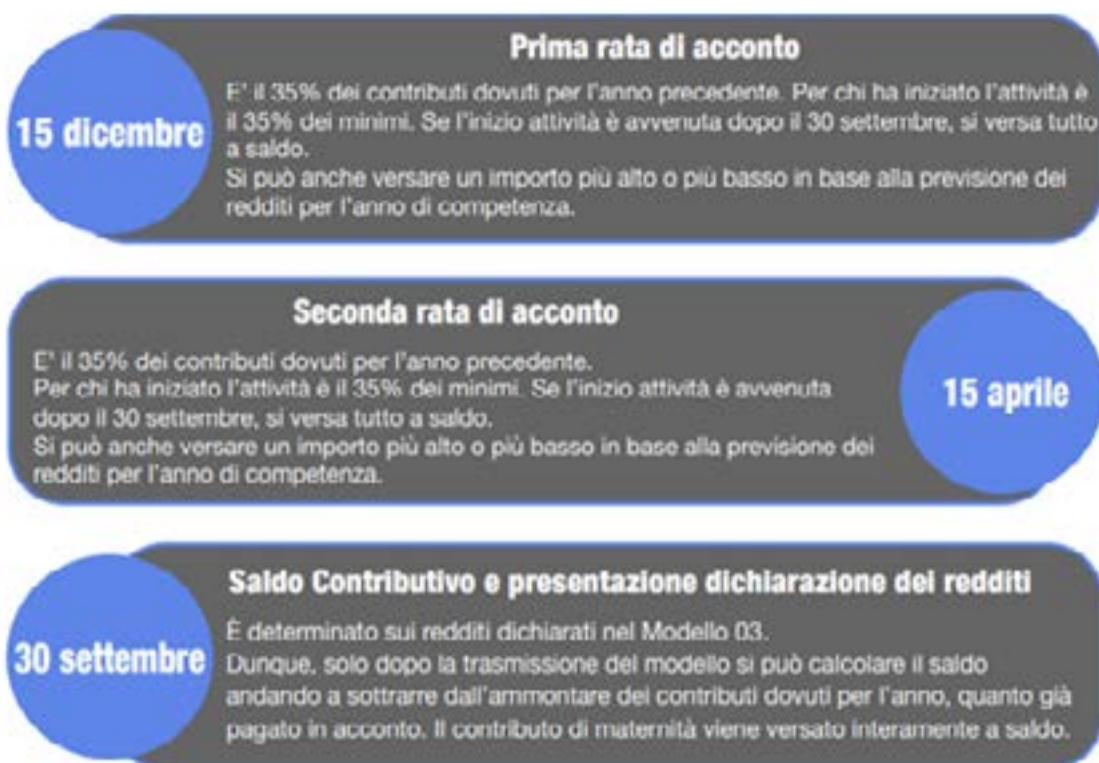 Prima rata di acconto
15 dicembre
E' il 35% dei contributi dovuti per l'anno precedente. Per chi ha iniziato l'attività è
il 35% dei minimi. Se l'inizio attività è avvenuta dopo il 30 settembre, si versa tutto
a saldo.
Si può anche versare un importo più alto o più basso in base alla previsione dei
redditi per l'anno di competenza.
Seconda rata di acconto
E' il 35% dei contributi dovuti per l'anno precedente.
Per chi ha iniziato l'attività è il 35% dei minimi. Se l'inizio attività è avvenuta
dopo il 30 settembre, si versa tutto a saldo.
Si può anche versare un importo più alto o più basso in base alla previsione dei
redditi per l'anno di competenza.
15 aprile
Saldo Contributivo e presentazione dichiarazione dei redditi
30 settembre
È determinato sui redditi dichiarati nel Modello 03.
Dunque, solo dopo la trasmissione del modello si può calcolare il saldo
andando a sottrarre dall'ammontare dei contributi dovuti per l'anno, quanto già
pagato in acconto. Il contributo di maternità viene versato interamente a saldo.